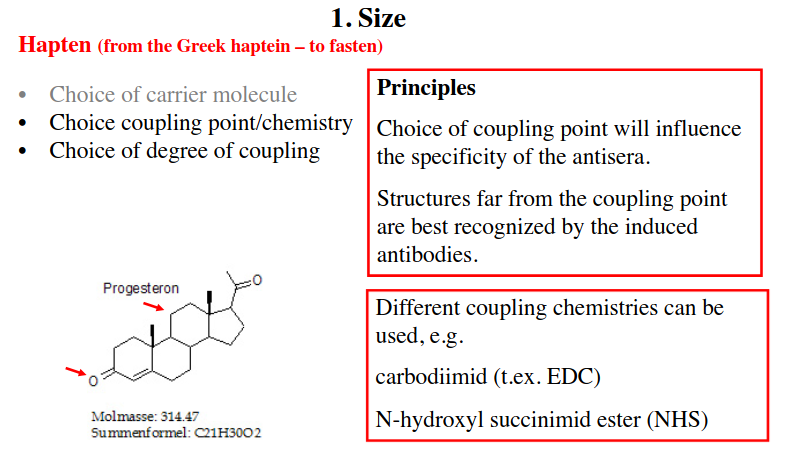 1. Size
Hapten (from the Greek haptein – to fasten)
• Choice of carrier molecule
• Choice coupling point/chemistry
• Choice of degree of coupling
Principles
Choice of coupling point will influence
the specificity of the antisera.
Structures far from the coupling point
are best recognized by the induced
antibodies.
Progesteron
O
O
Molmasse: 314.47
Summenformel: C21H30O2
Different coupling chemistries can be
used, e.g.
carbodiimid (t.ex. EDC)
N-hydroxyl succinimid ester (NHS)